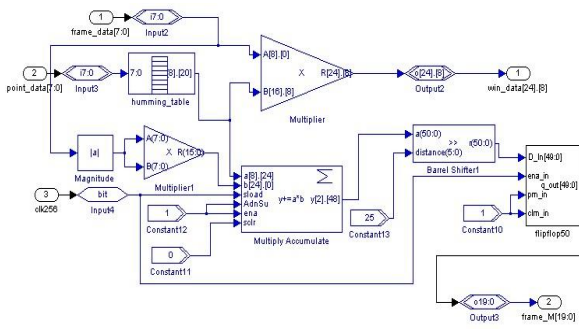 1
frame_data[7:0]
i7:0
Input2
2
point_data[7:0]
i7:0
Input3
7:0
[8].[20]
humming_table
A[8].[0]
B[16].[8]
X
R[24].[8]
Multiplier
o[24].[8]
Output2
1
win_data[24].[8]
|a|
Magnitude
A(7:0)
B(7:0)
X
R(15:0)
Multiplier1
3
clk256
bit
Input4
1
Constant12
0
Constant11
a[8].[24]
b[24].[0]
sload
AdnSu
ena
sclr
Σ
y+=a*b
y[2].[48]
Multiply Accumulate
25
Constant13
a(50:0)
distance(5:0)
>>
r(50:0)
Barrel Shifter1
1
Constant10
D_In[49:0]
ena_in
q_out[49:0]
prn_in
clrn_in
flipflop50
o19:0
Output3
2
frame_M[19:0]